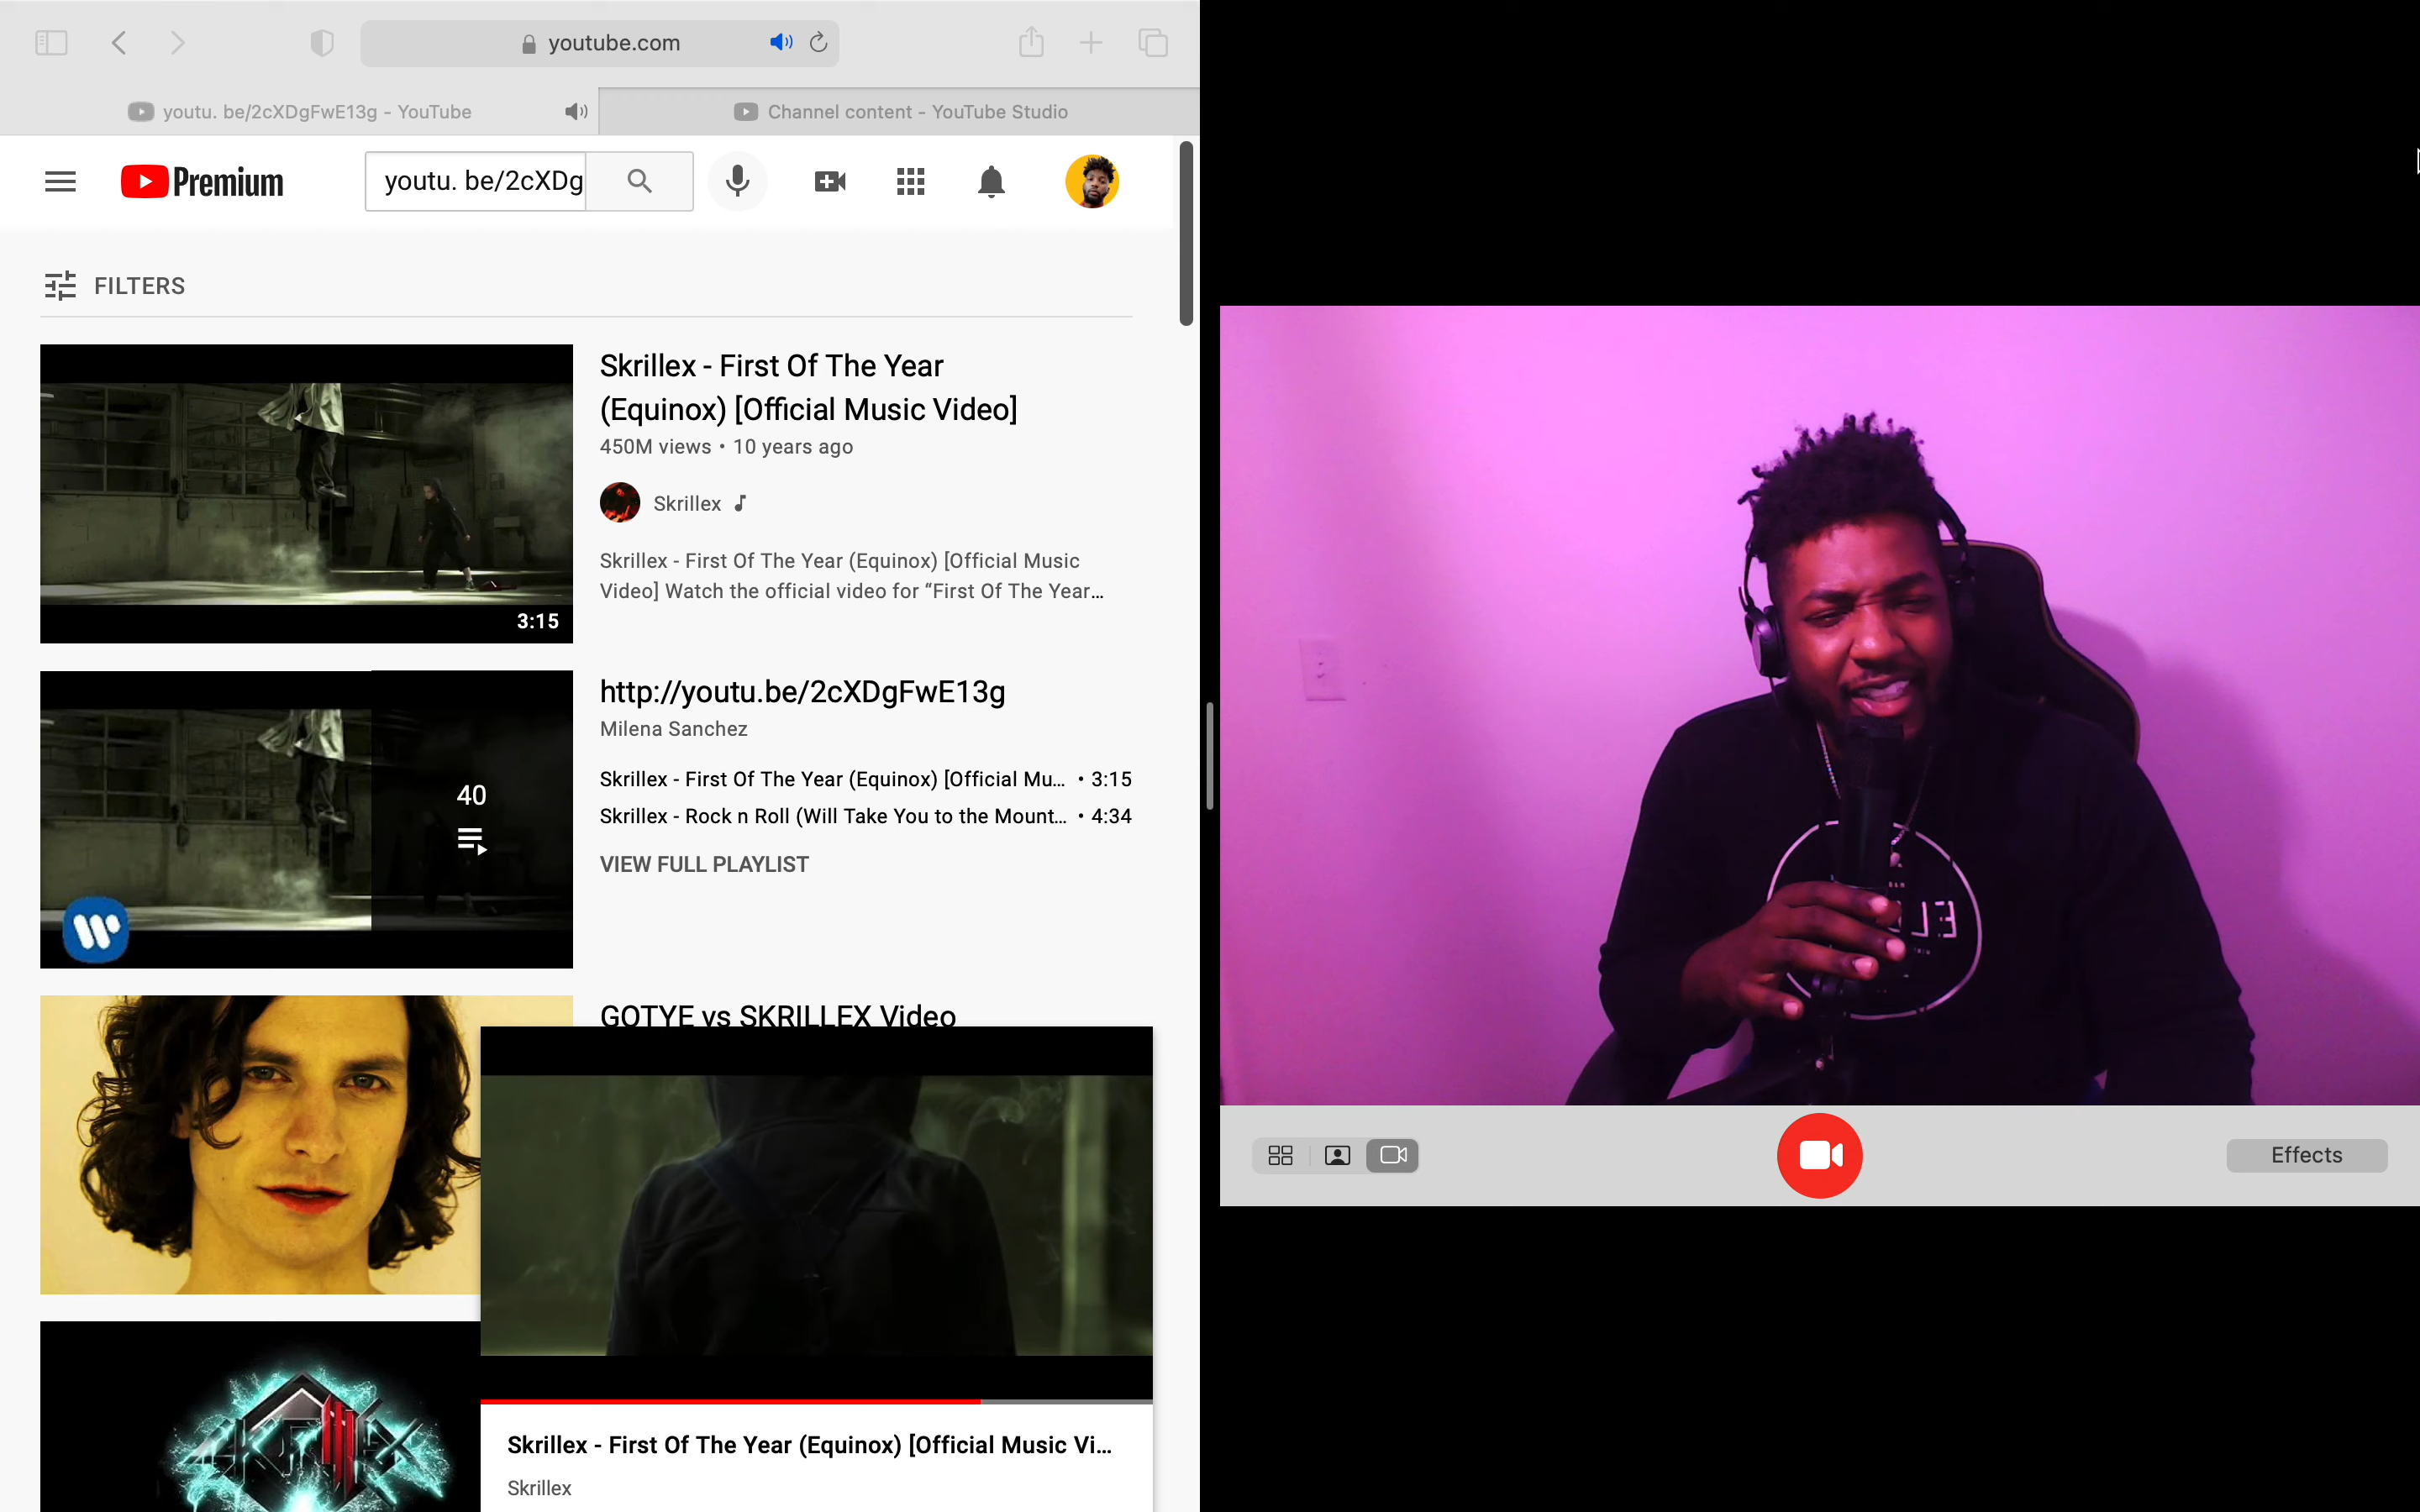 youtube.com
youtu. be/2cXDgFwE13g - YouTube
Channel content - YouTube Studio
Premium
youtu. be/2cXDg
FILTERS
Skrillex - First Of The Year
(Equinox) [Official Music Video]
450M views • 10 years ago
Skrillex
Skrillex - First Of The Year (Equinox) [Official Music
Video] Watch the official video for “First Of The Year...
3:15
http://youtu.be/2cXDgFwE13g
Milena Sanchez
Skrillex - First Of The Year (Equinox) [Official Mu... • 3:15
Skrillex - Rock n Roll (Will Take You to the Mount... • 4:34
40
VIEW FULL PLAYLIST
GOTYE vs SKRILLEX Video
Skrillex - First Of The Year (Equinox) [Official Music Vi...
Skrillex
Effects